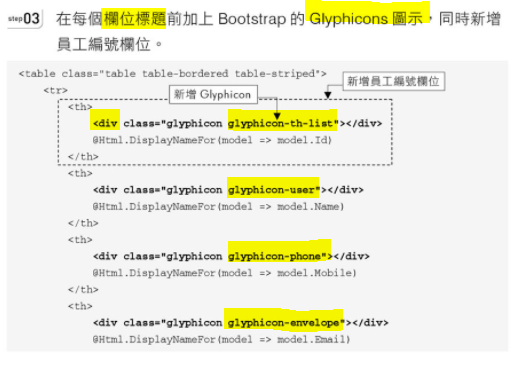 step 03 在每個欄位標題前加上 Bootstrap 的 Glyphicons 圖示，同時新增
員工編號欄位。
<table class="table table-bordered table-striped">
新增員工編號欄位
<tr>
新增 Glyphicon
<th>
<div class="glyphicon glyphicon-th-list"></div>
@Html.DisplayNameFor(model => model.Id)
</th>
<th>
<div class="glyphicon glyphicon-user"></div>
@Html.DisplayNameFor(model => model.Name)
</th>
<th>
<div class="glyphicon glyphicon-phone"></div>
@Html.DisplayNameFor(model => model.Mobile)
</th>
<th>
<div class="glyphicon glyphicon-envelope"></div>
@Html.DisplayNameFor(model => model.Email)